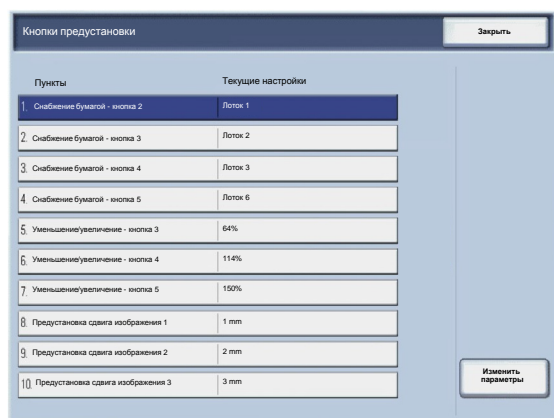 Кнопки предустановки
Закрыть
Пункты Текущие настройки
1. Снабжение бумагой - кнопка 2 Лоток 1
2. Снабжение бумагой - кнопка 3 Лоток 2
3. Снабжение бумагой - кнопка 4 Лоток 3
4. Снабжение бумагой - кнопка 5 Лоток 6
5. Уменьшение/увеличение - кнопка 3 64%
6. Уменьшение/увеличение - кнопка 4 114%
7. Уменьшение/увеличение - кнопка 5 150%
8. Предустановка сдвига изображения 1 1 mm
9. Предустановка сдвига изображения 2 2 mm
10. Предустановка сдвига изображения 3 3 mm
Изменить
параметры